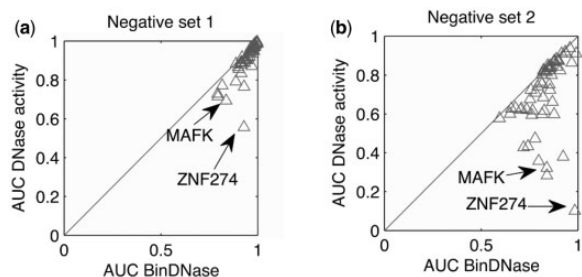 (a) Negative set 1
AUC DNase activity
1
0.8
0.6
0.4
0.2
0
MAFK
ZNF274
0 0.5 1
AUC BinDNase
(b) Negative set 2
AUC DNase activity
1
0.8
0.6
0.4
0.2
0
MAFK
ZNF274
0 0.5 1
AUC BinDNase